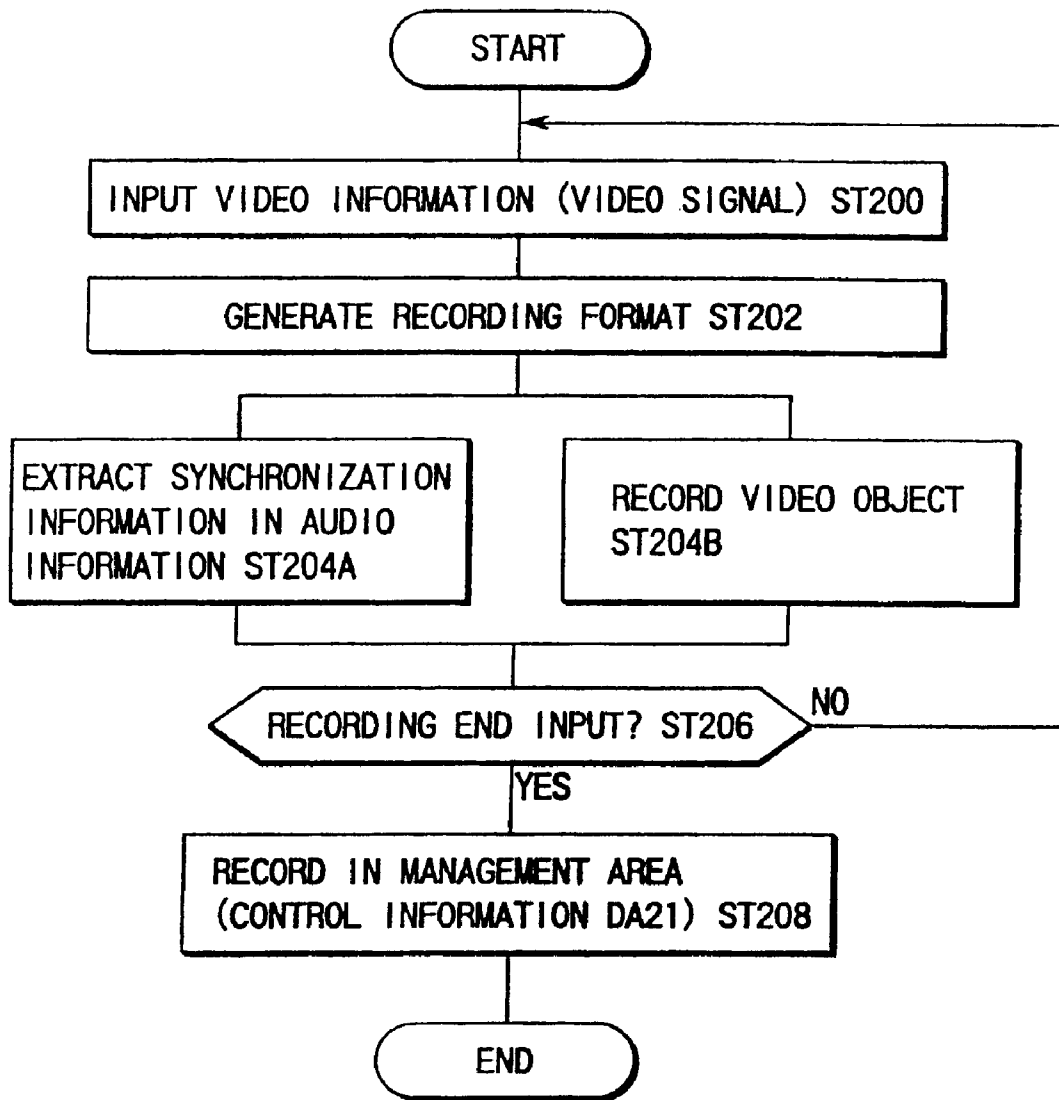 START
INPUT VIDEO INFORMATION (VIDEO SIGNAL) ST200
GENERATE RECORDING FORMAT ST202
EXTRACT SYNCHRONIZATION
INFORMATION IN AUDIO
INFORMATION ST204A
RECORD VIDEO OBJECT
ST204B
RECORDING END INPUT? ST206
NO
YES
RECORD IN MANAGEMENT AREA
(CONTROL INFORMATION DA21) ST208
END